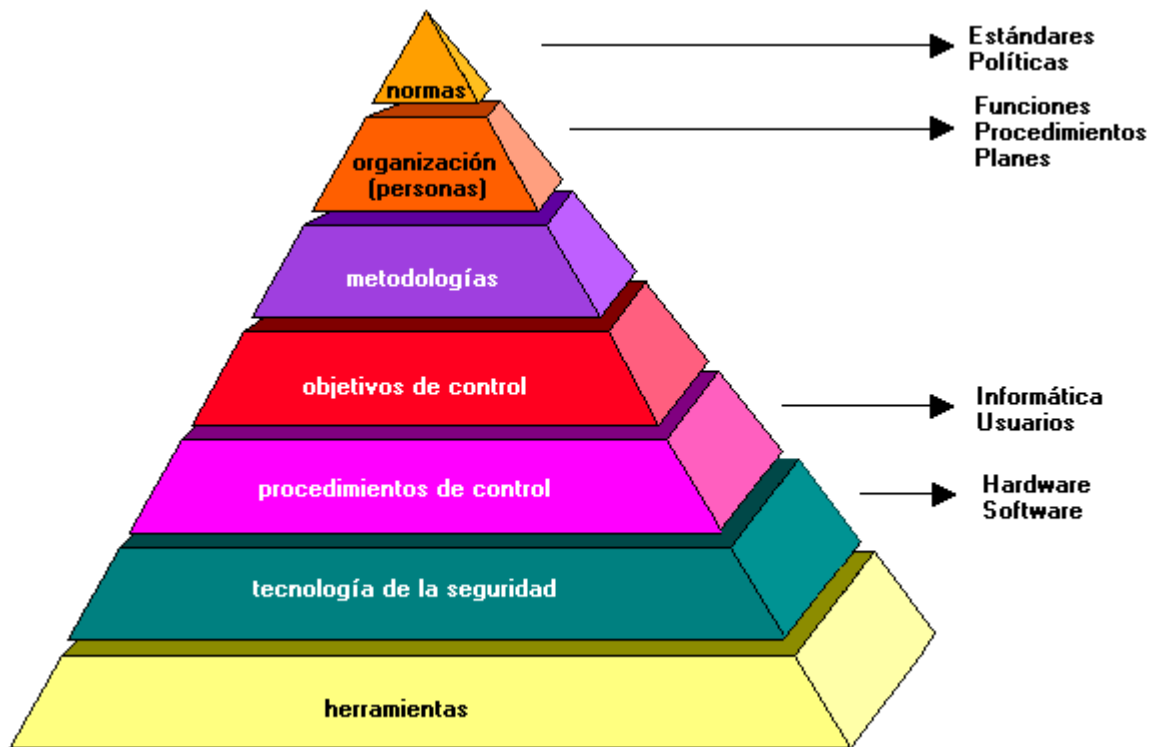 Estándares
Políticas
normas
Funciones
Procedimientos
Planes
organización
(personas)
metodologías
objetivos de control
Informática
Usuarios
procedimientos de control
Hardware
Software
tecnología de la seguridad
herramientas